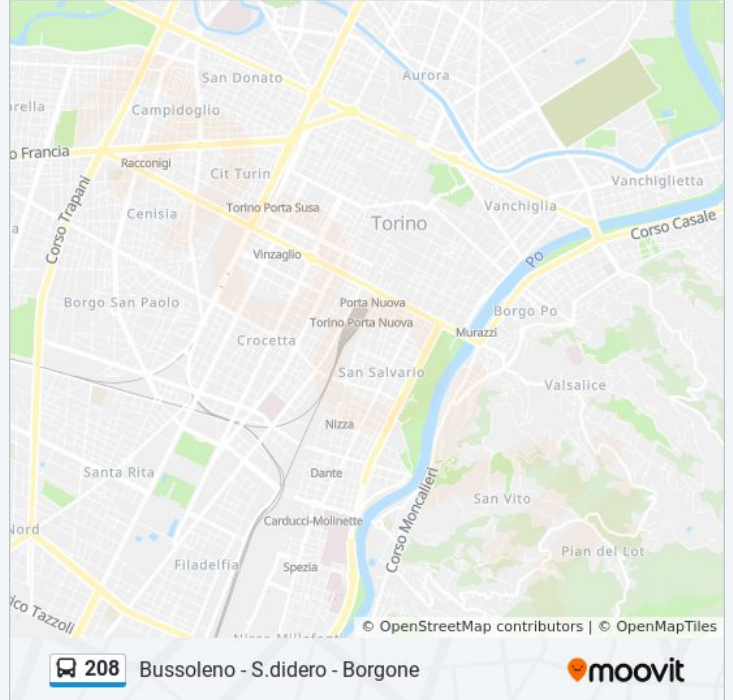 San Donato
Aurora
Campidoglio
o Francia
Racconigi
Cit Turin
Vanchiglietta
Corso Trapani
Cenisia
Torino Porta Susa
Vanchiglia
Torino
Corso Casale
Vinzaglio
Po
Borgo San Paolo
Porta Nuova
Borgo Po
Torino Porta Nuova
Murazzi
Crocetta
San Salvario
Valsalice
Nizza
Santa Rita
Dante
San Vito
Corso Moncalieri
Carducci-Molinette
Nord
Pian del Lot
Filadelfia
Spezia
ico Tazzoli
© OpenStreetMap contributors | © OpenMapTiles
208 Bussoleno - S.didero - Borgone
moovit